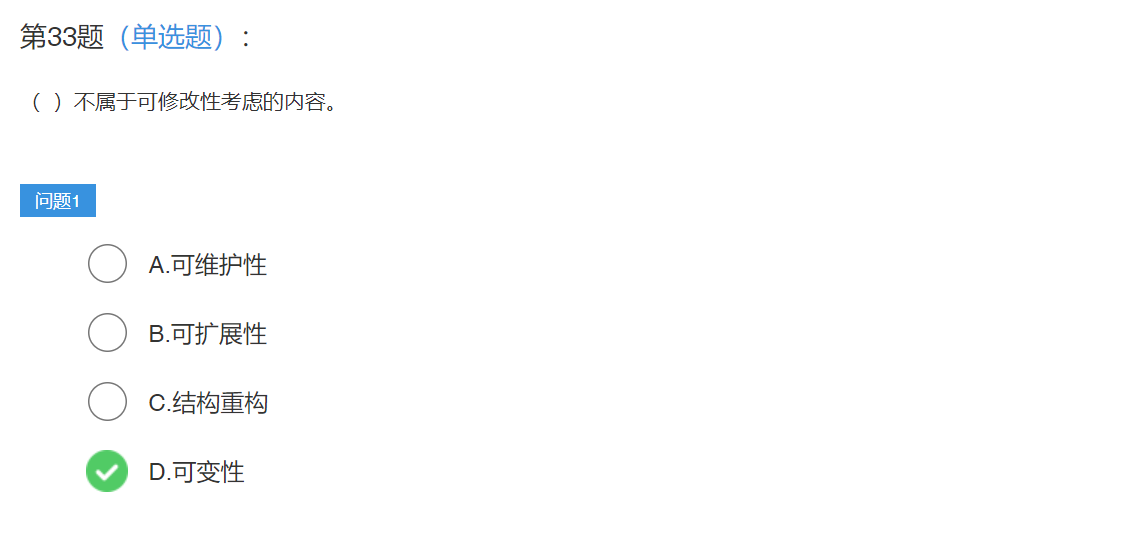 第33题（单选题）:
（ ）不属于可修改性考虑的内容。
问题1
A.可维护性
B.可扩展性
C.结构重构
D.可变性